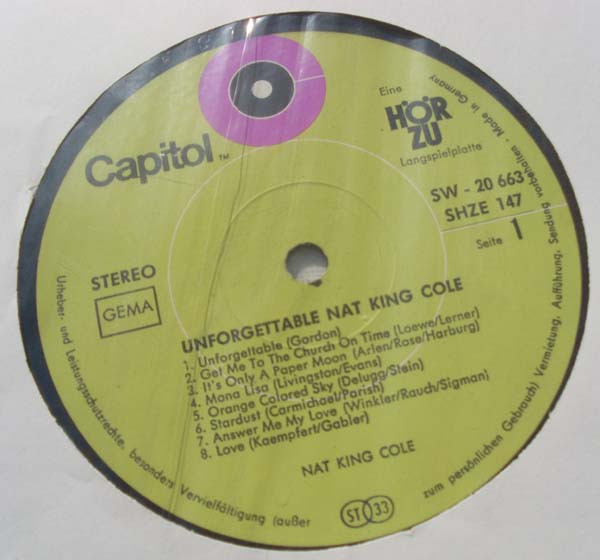 Capitol TM
Eine
HÖR
ZU
Langspielplatte
SW - 20 663
SHZE 147
Seite 1
STEREO
GEMA
UNFORGETTABLE NAT KING COLE
1. Unforgettable (Gordon)
2. Get Me To The Church On Time (Loewe/Lerner)
3. It's Only A Paper Moon (Arlen/Rose/Harburg)
4. Mona Lisa (Livingston/Evans)
5. Orange Colored Sky (Delugg/Stein)
6. Stardust (Carmichael/Parish)
7. Answer Me My Love (Winkler/Rauch/Sigman)
8. Love (Kaempfert/Gabler)
NAT KING COLE
ST 33
Urheber- und Leistungsschutzrechte, besonders Vervielfältigung (außer zum persönlichen Gebrauch) Vermietung, Aufführung, Sendung vorbehalten - Made in Germany